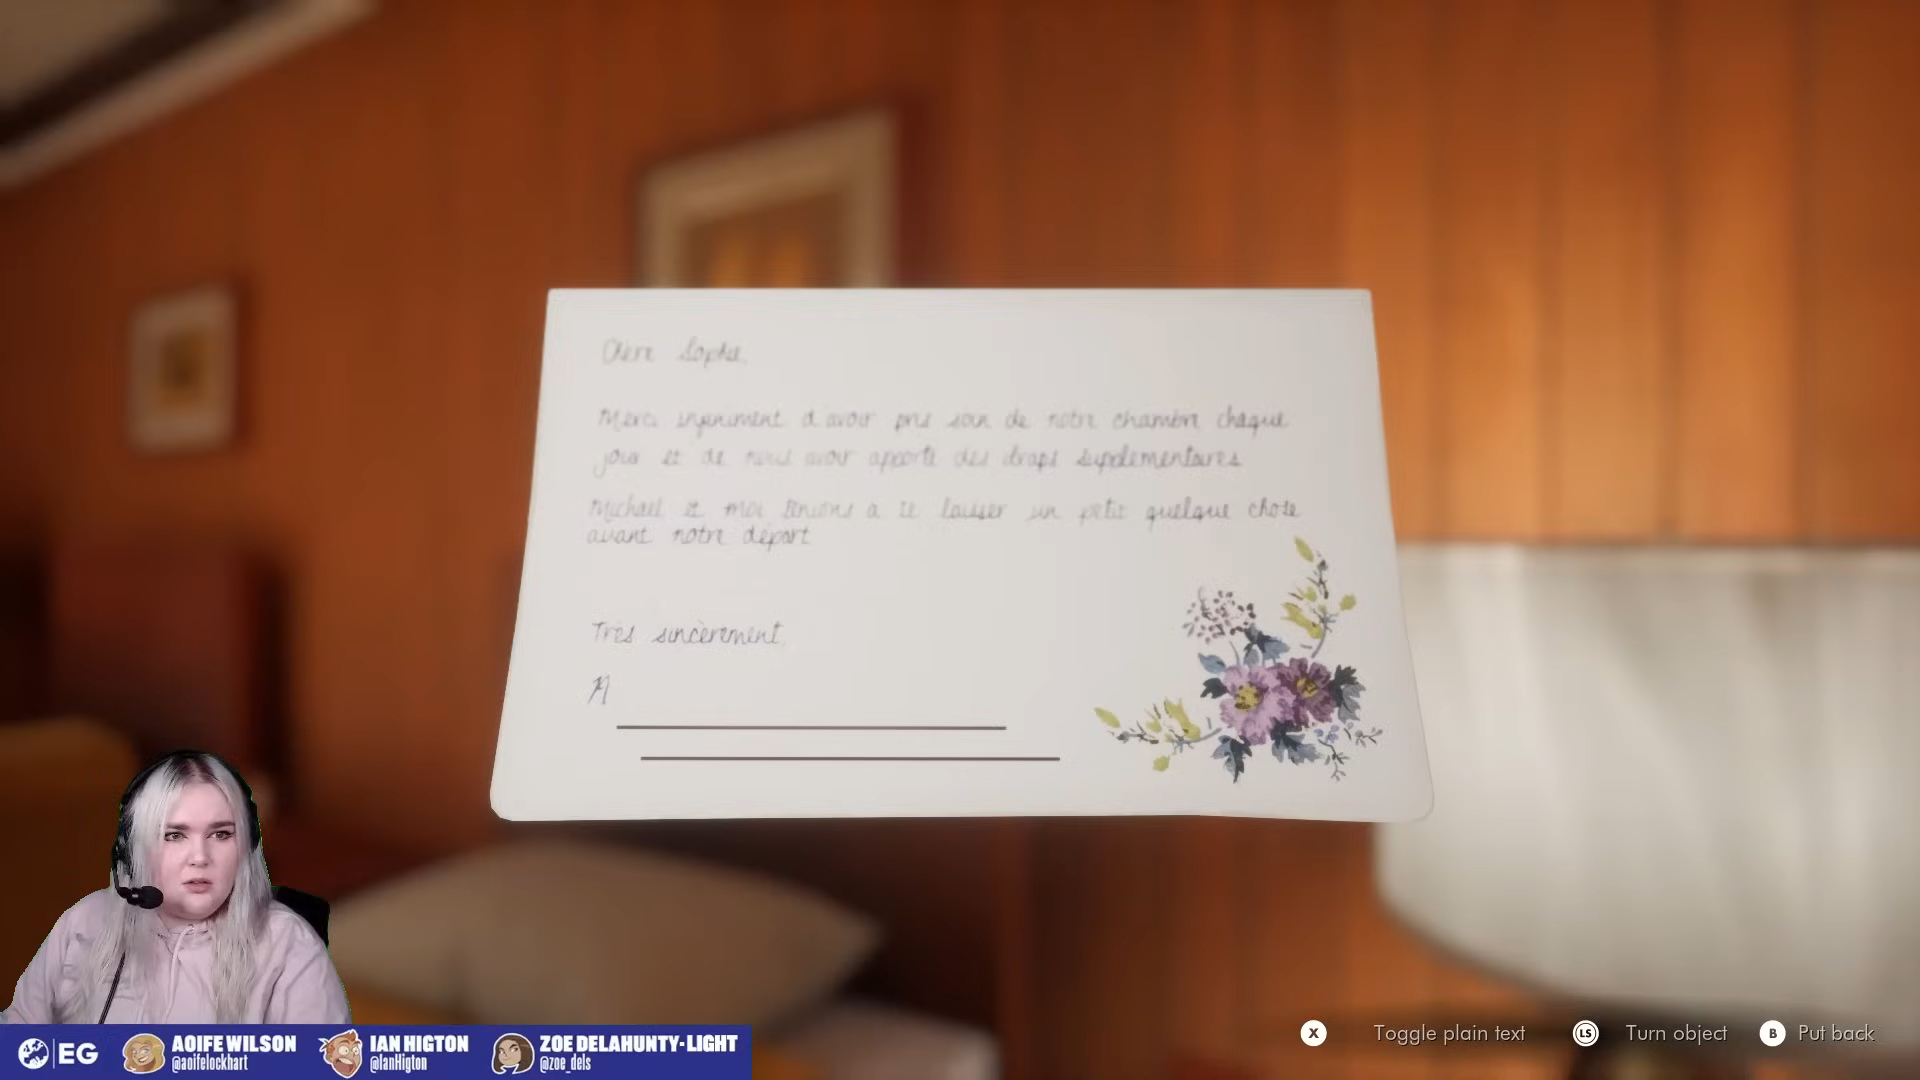 Chère Sophie,
Merci infiniment d'avoir pris soin de notre chambre chaque
jour et de nous avoir apporté des draps supplémentaires
Michael et moi tenions à te laisser un petit quelque chose
avant notre départ
Très sincèrement,
EG
AOIFE WILSON
@aoifelockhart
IAN HIGTON
@IanHigton
ZOE DELAHUNTY-LIGHT
@zoe_dels
X Toggle plain text
LS Turn object
B Put back